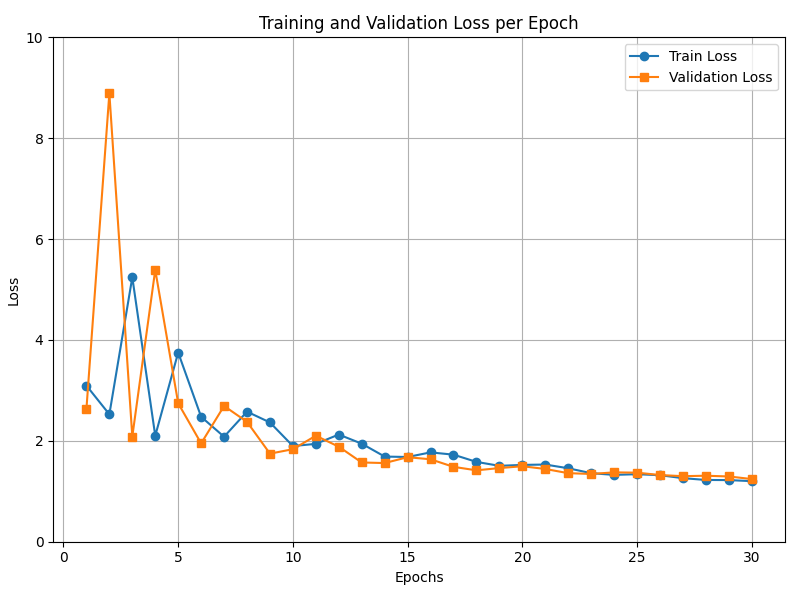 Training and Validation Loss per Epoch
Train Loss
Validation Loss
Loss
10
8
6
4
2
0
0 5 10 15 20 25 30
Epochs